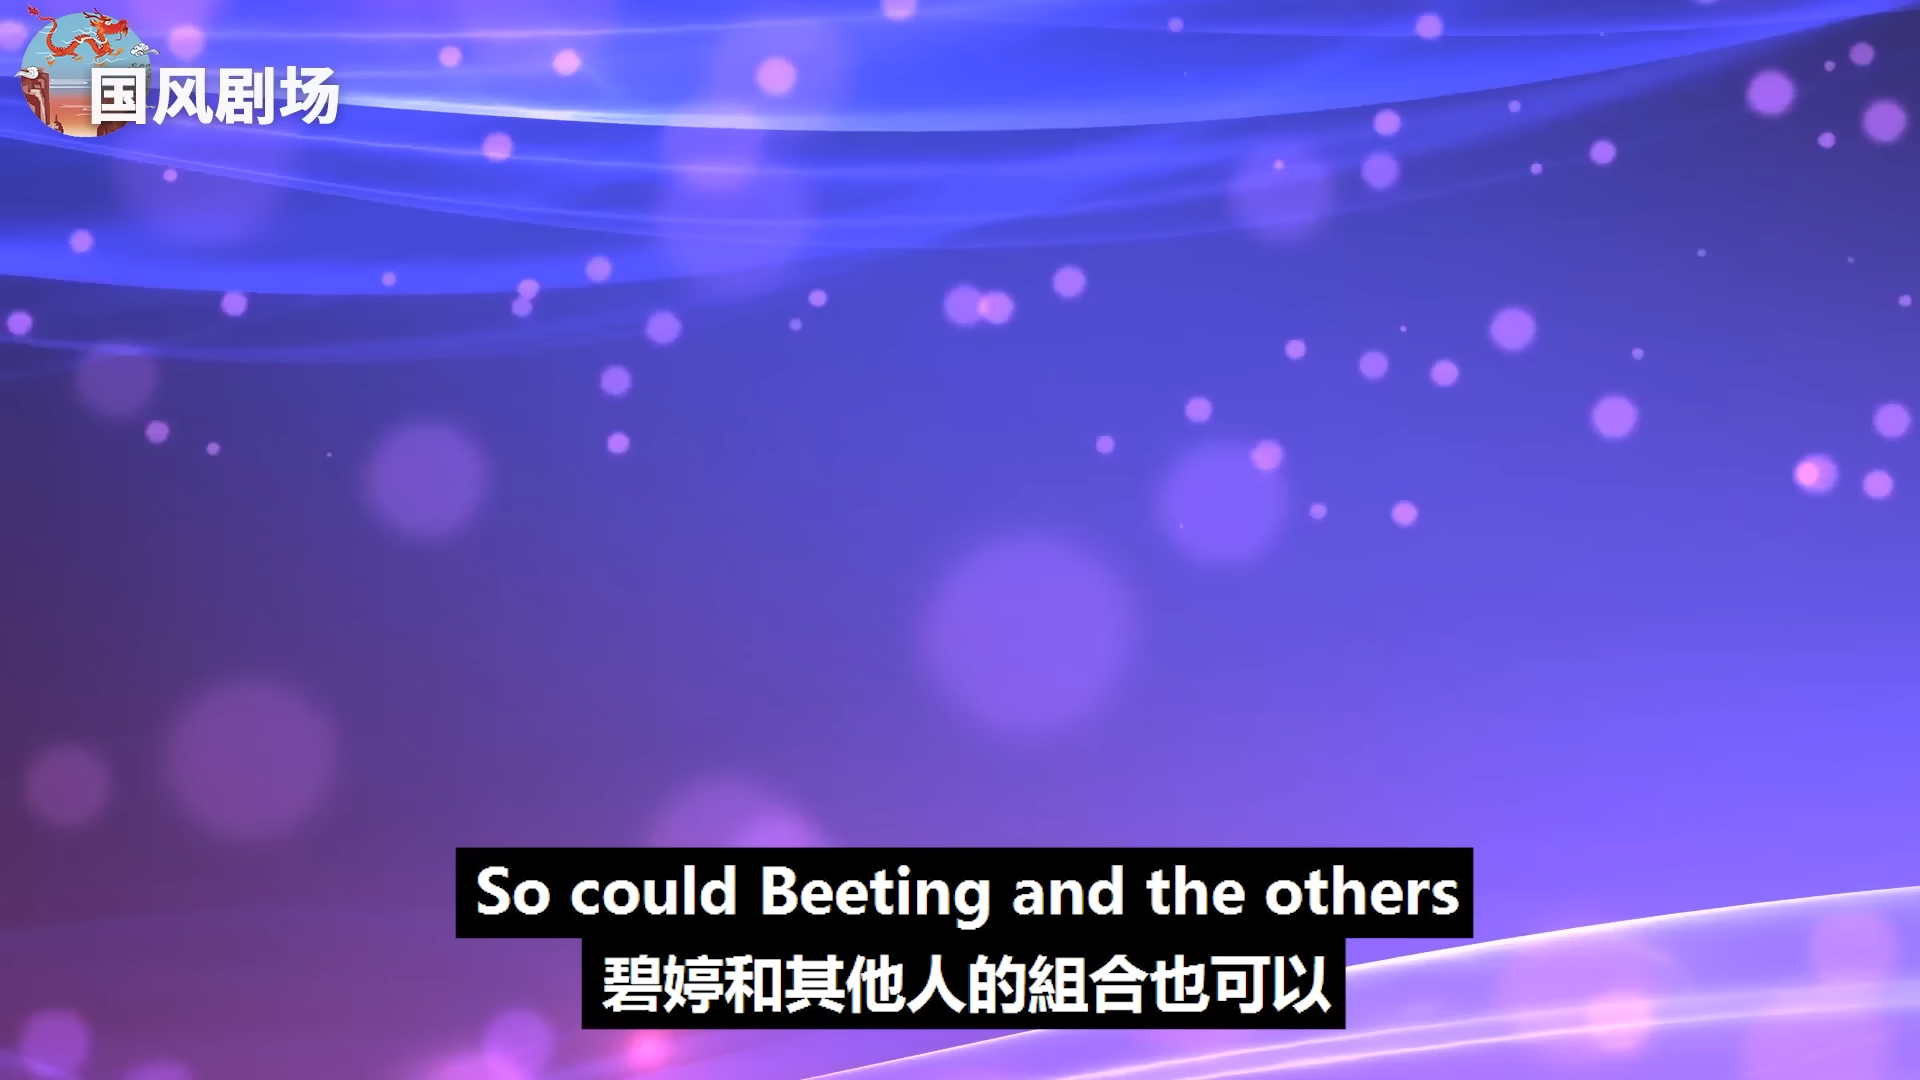 国风剧场
So could Beeting and the others
碧婷和其他人的組合也可以